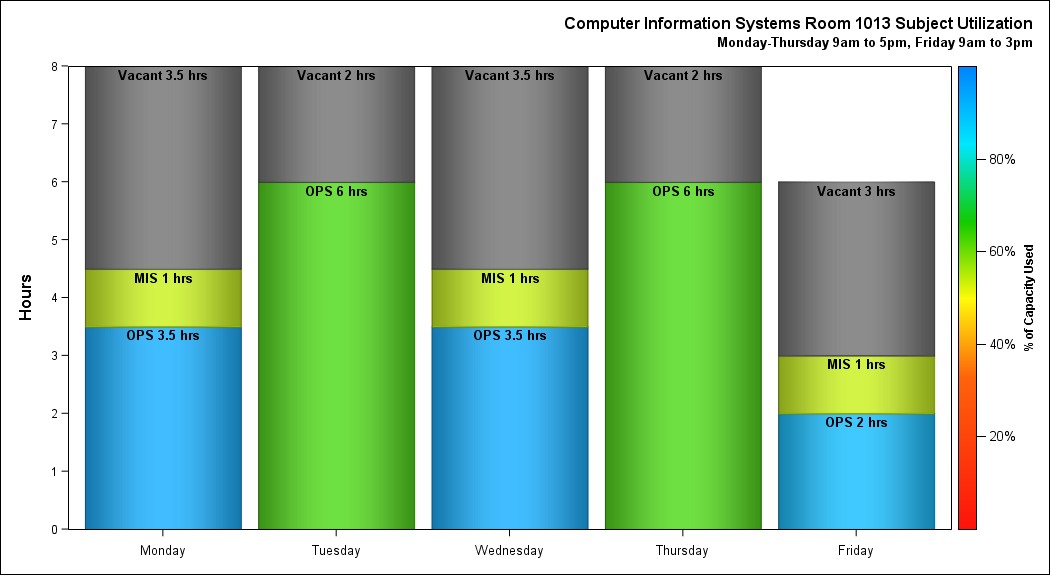 Computer Information Systems Room 1013 Subject Utilization
Monday-Thursday 9am to 5pm, Friday 9am to 3pm
Hours
8
7
6
5
4
3
2
1
0
Vacant 3.5 hrs
MIS 1 hrs
OPS 3.5 hrs
Vacant 2 hrs
OPS 6 hrs
Vacant 3.5 hrs
MIS 1 hrs
OPS 3.5 hrs
Vacant 2 hrs
OPS 6 hrs
Vacant 3 hrs
MIS 1 hrs
OPS 2 hrs
Monday
Tuesday
Wednesday
Thursday
Friday
80%
60%
40%
20%
% of Capacity Used